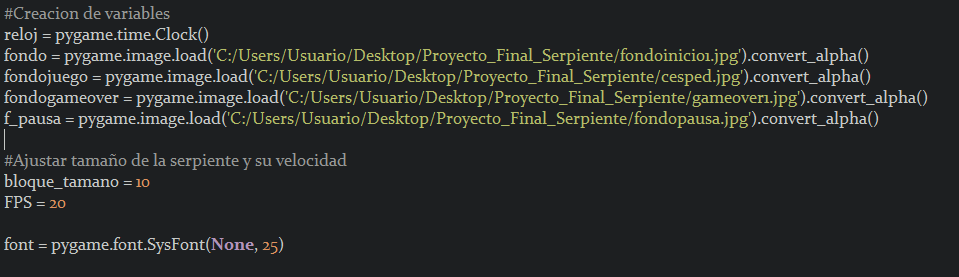 #Creacion de variables
reloj = pygame.time.Clock()
fondo = pygame.image.load('C:/Users/Usuario/Desktop/Proyecto_Final_Serpiente/fondoinicio1.jpg').convert_alpha()
fondojuego = pygame.image.load('C:/Users/Usuario/Desktop/Proyecto_Final_Serpiente/cesped.jpg').convert_alpha()
fondogameover = pygame.image.load('C:/Users/Usuario/Desktop/Proyecto_Final_Serpiente/gameover1.jpg').convert_alpha()
f_pausa = pygame.image.load('C:/Users/Usuario/Desktop/Proyecto_Final_Serpiente/fondopausa.jpg').convert_alpha()
#Ajustar tamaño de la serpiente y su velocidad
bloque_tamano = 10
FPS = 20
font = pygame.font.SysFont(None, 25)